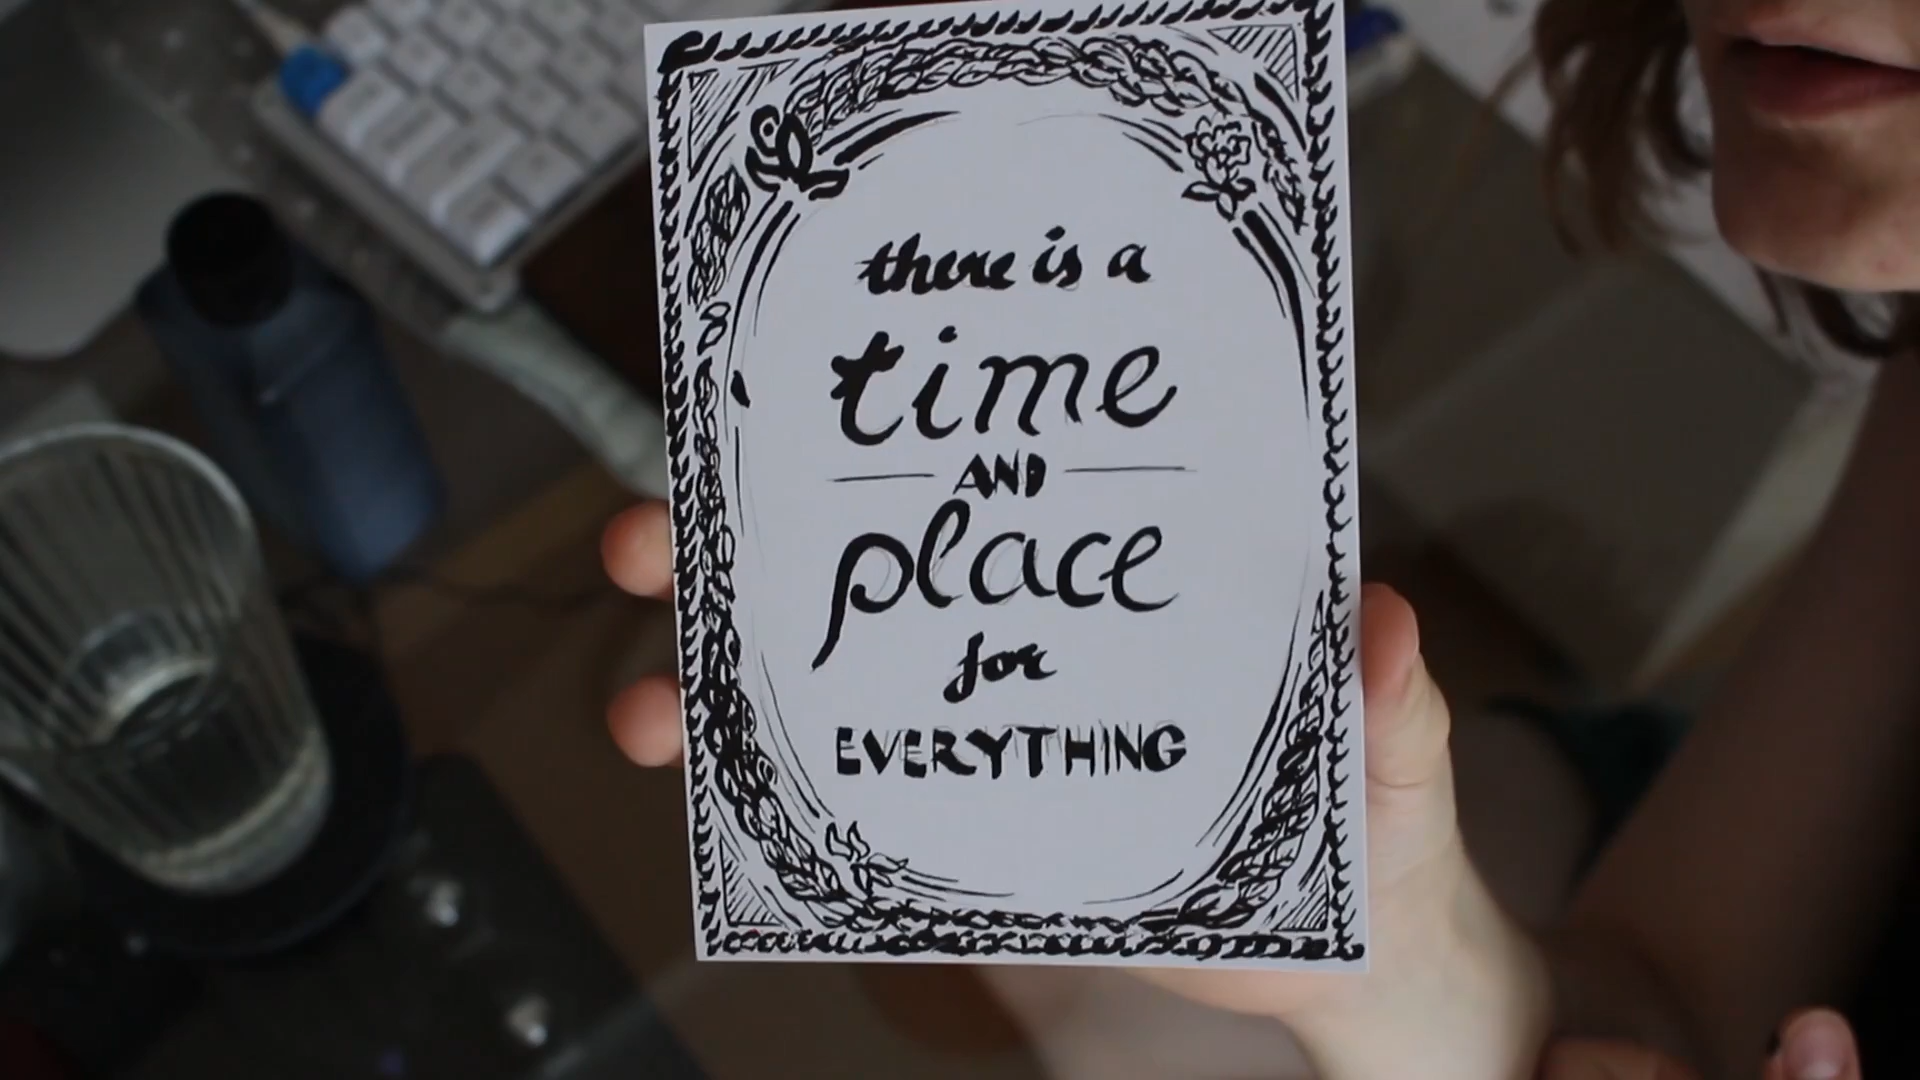 there is a
time
AND
place
for
EVERYTHING